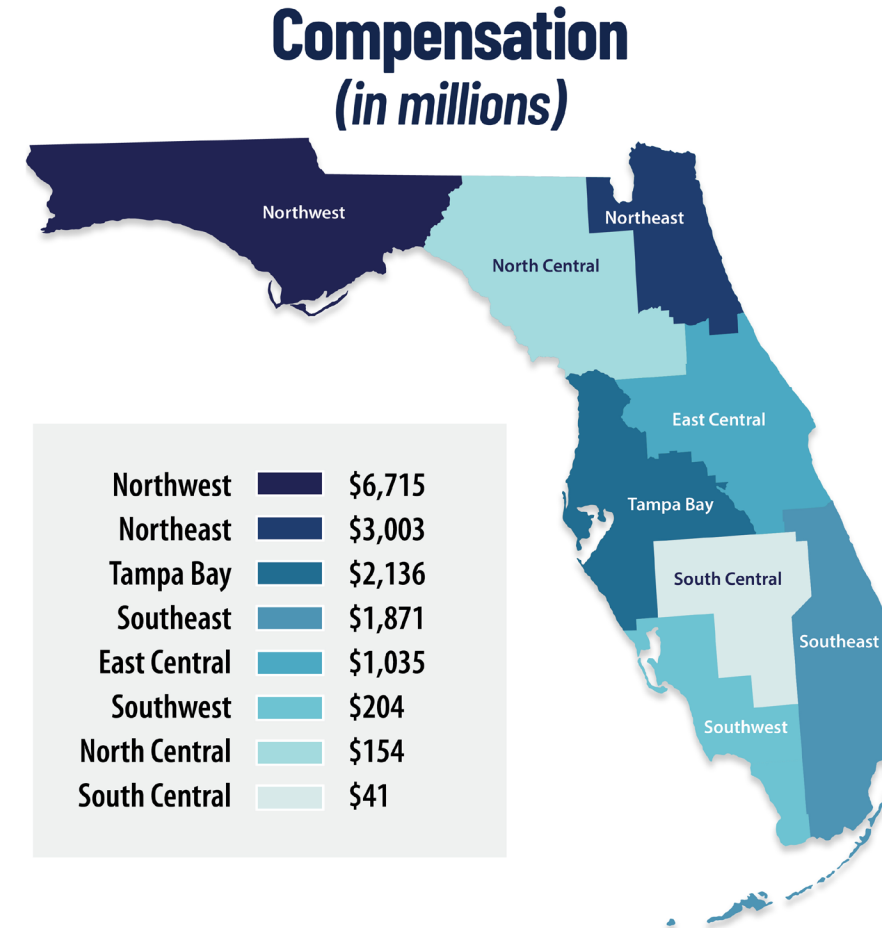 Compensation
(in millions)
Northwest
Northeast
North Central
East Central
Tampa Bay
South Central
Southeast
Southwest
Northwest $6,715
Northeast $3,003
Tampa Bay $2,136
Southeast $1,871
East Central $1,035
Southwest $204
North Central $154
South Central $41